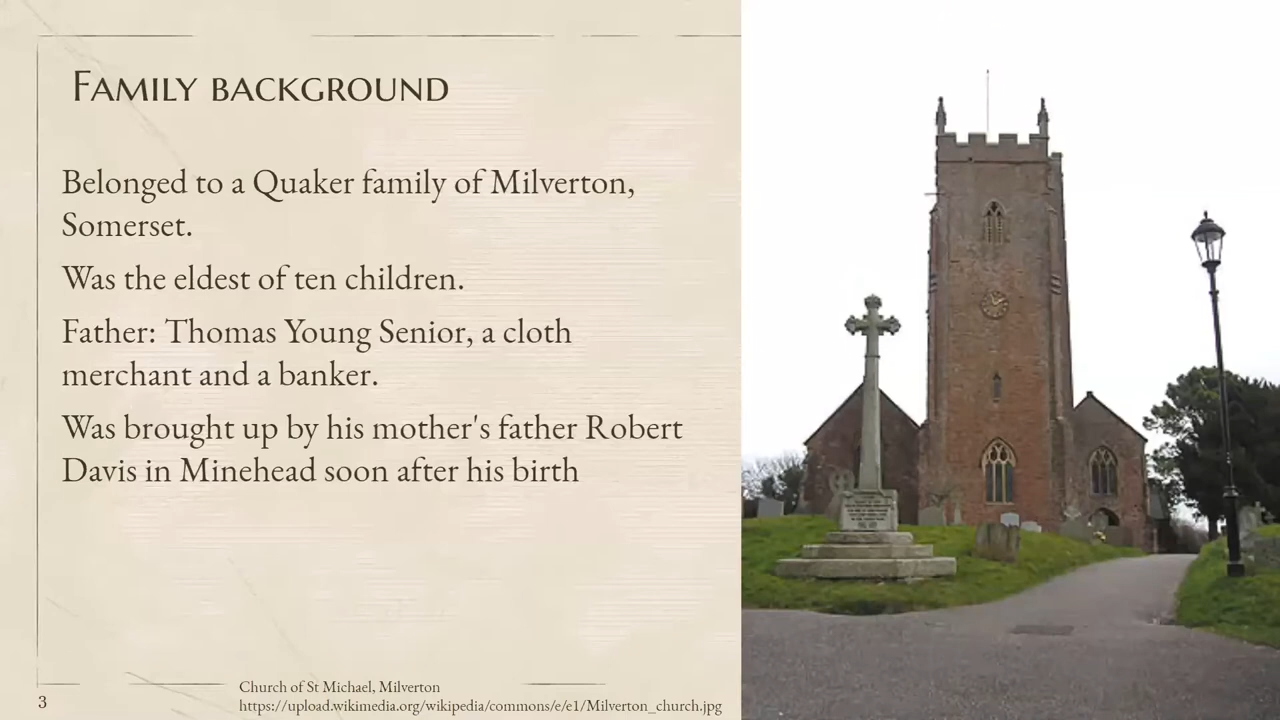 Family background
Belonged to a Quaker family of Milverton,
Somerset.
Was the eldest of ten children.
Father: Thomas Young Senior, a cloth
merchant and a banker.
Was brought up by his mother's father Robert
Davis in Minehead soon after his birth
3
Church of St Michael, Milverton
https://upload.wikimedia.org/wikipedia/commons/e/e1/Milverton_church.jpg